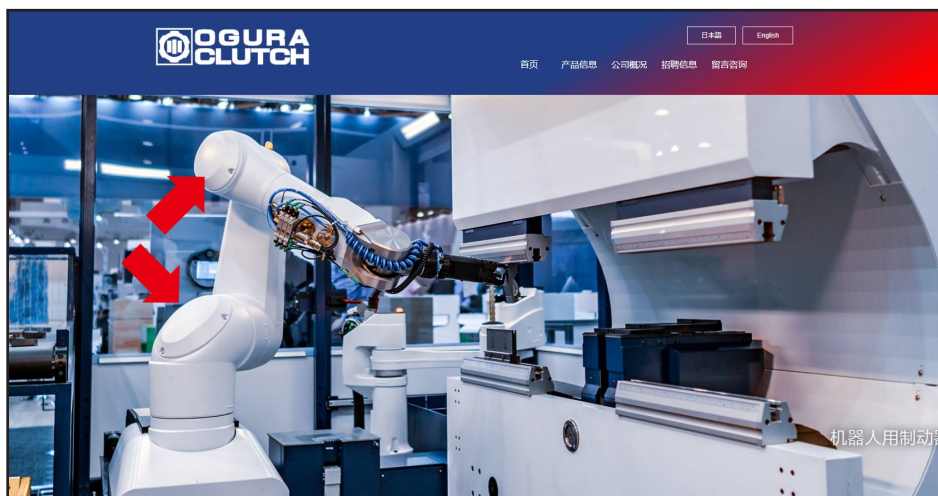 OGURA
CLUTCH
日本語
English
首页
产品信息
公司概况
招聘信息
留言咨询
机器人用制动